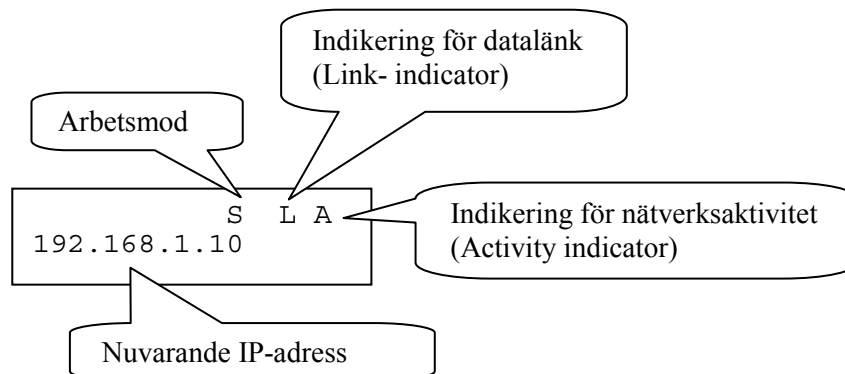 Indikering för datalänk
(Link- indicator)
Arbetsmod
S L A
192.168.1.10
Indikering för nätverksaktivitet
(Activity indicator)
Nuvarande IP-adress